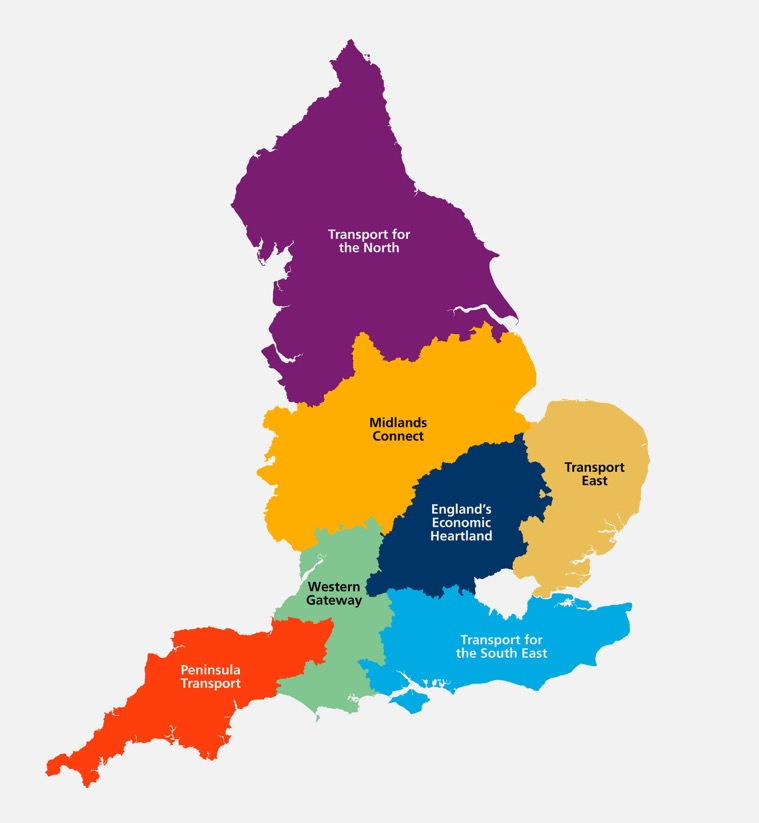 Transport for
the North
Midlands
Connect
Transport
East
England’s
Economic
Heartland
Western
Gateway
Transport for
the South East
Peninsula
Transport